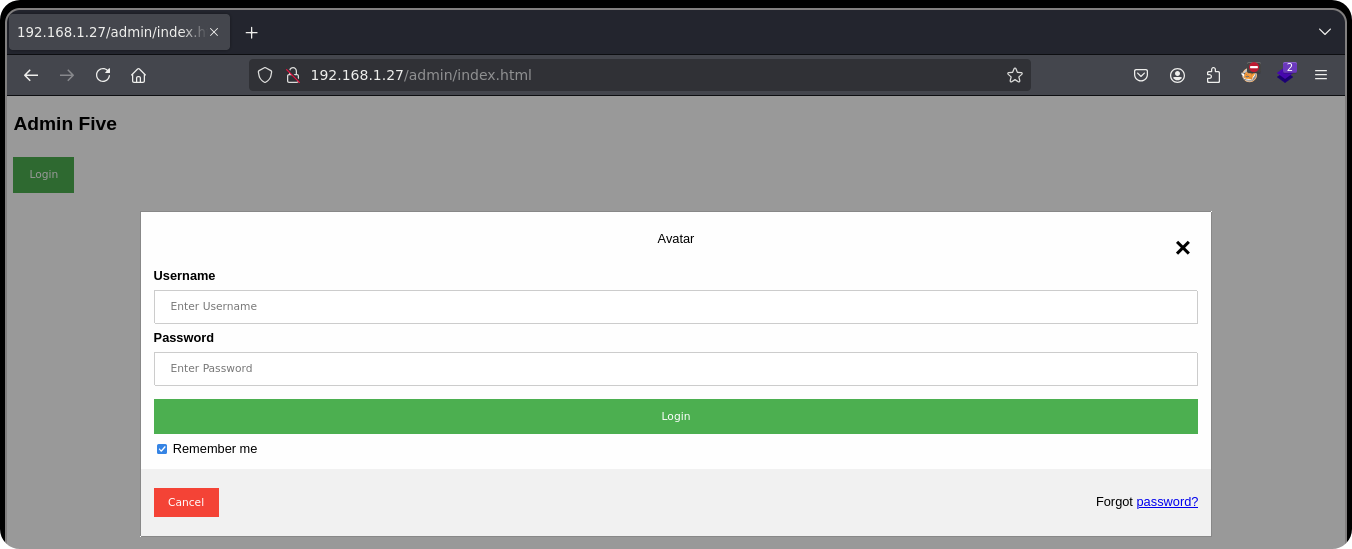 192.168.1.27/admin/index.h
192.168.1.27/admin/index.html
2
Admin Five
Login
Avatar
Username
Enter Username
Password
Enter Password
Login
Remember me
Cancel
Forgot password?